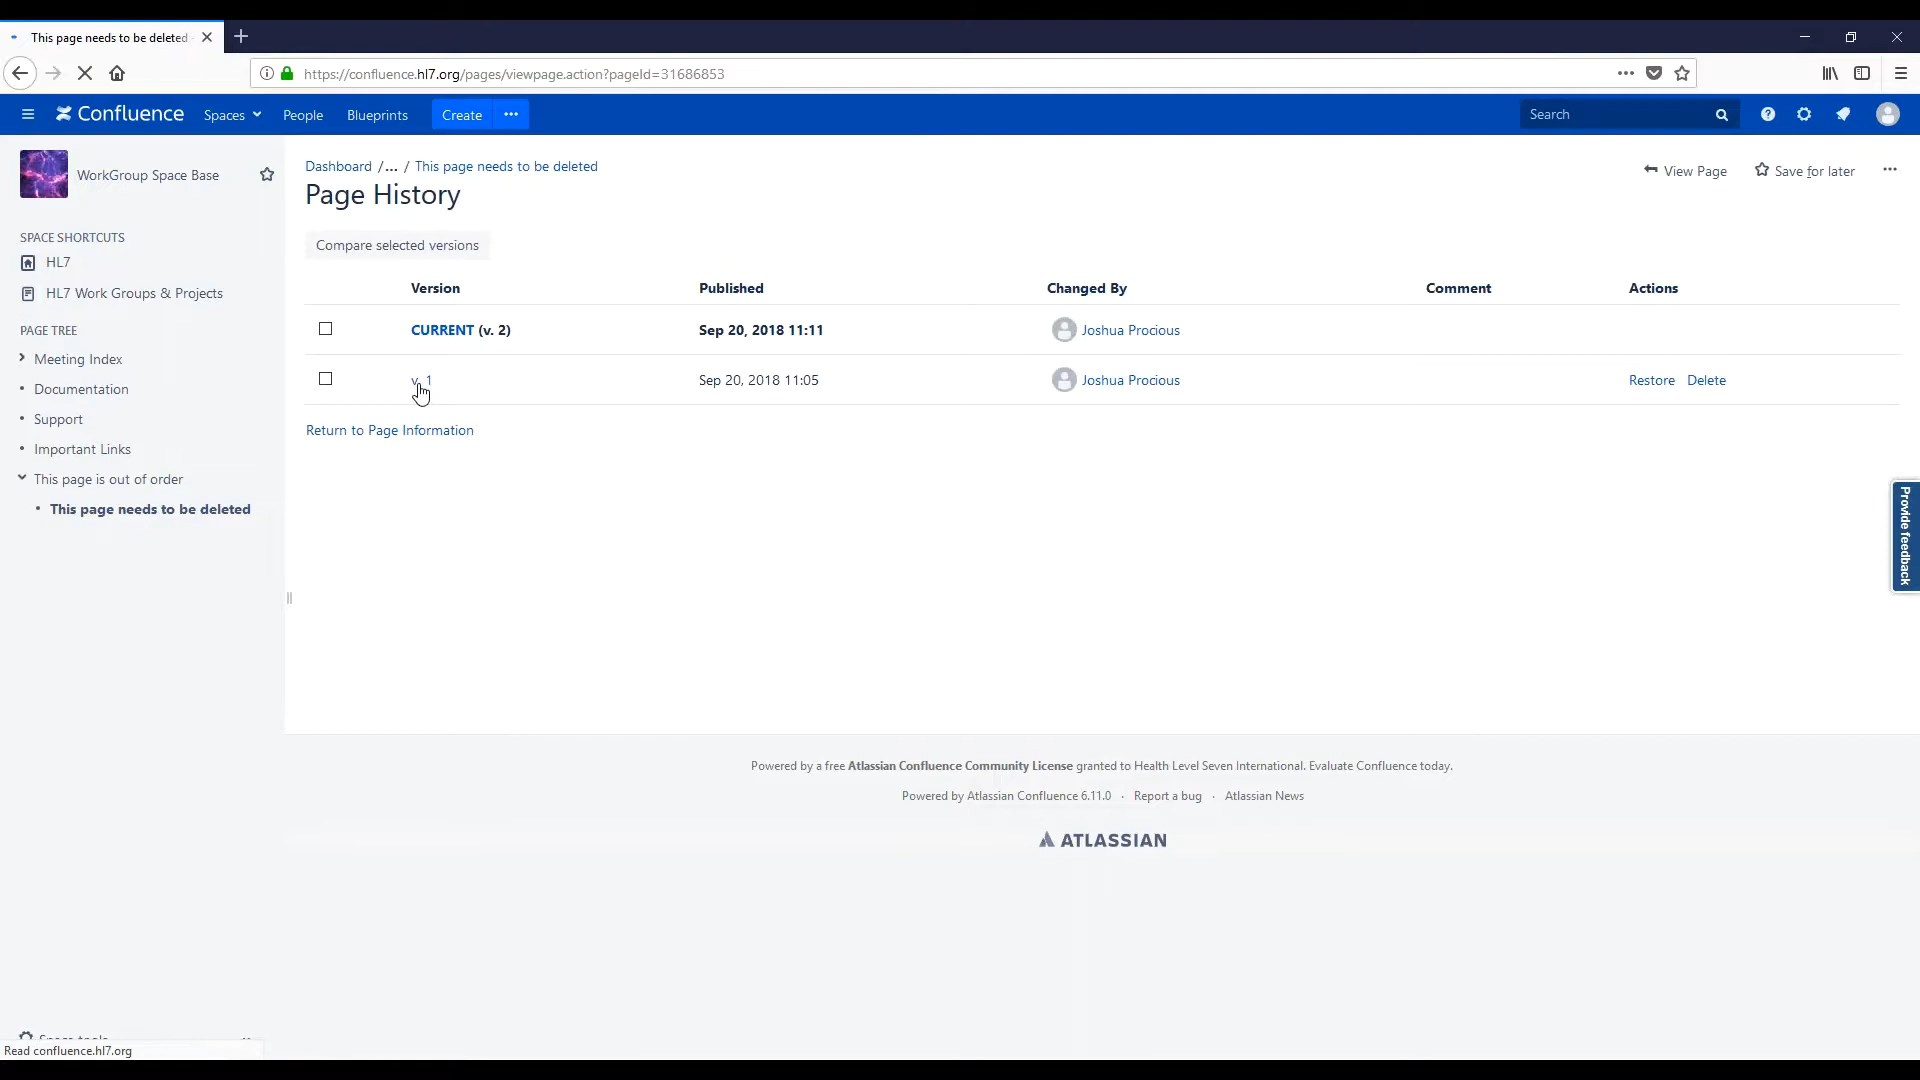 This page needs to be deleted
https://confluence.hl7.org/pages/viewpage.action?pageId=31686853
Confluence Spaces People Blueprints Create Search
WorkGroup Space Base
SPACE SHORTCUTS
HL7
HL7 Work Groups & Projects
PAGE TREE
Meeting Index
Documentation
Support
Important Links
This page is out of order
This page needs to be deleted
Dashboard /... / This page needs to be deleted
View Page Save for later
Page History
Compare selected versions
Version Published Changed By Comment Actions
CURRENT (v. 2) Sep 20, 2018 11:11 Joshua Procious
v. 1 Sep 20, 2018 11:05 Joshua Procious Restore Delete
Return to Page Information
Provide feedback
Powered by a free Atlassian Confluence Community License granted to Health Level Seven International. Evaluate Confluence today.
Powered by Atlassian Confluence 6.11.0 · Report a bug · Atlassian News
ATLASSIAN
Read confluence.hl7.org